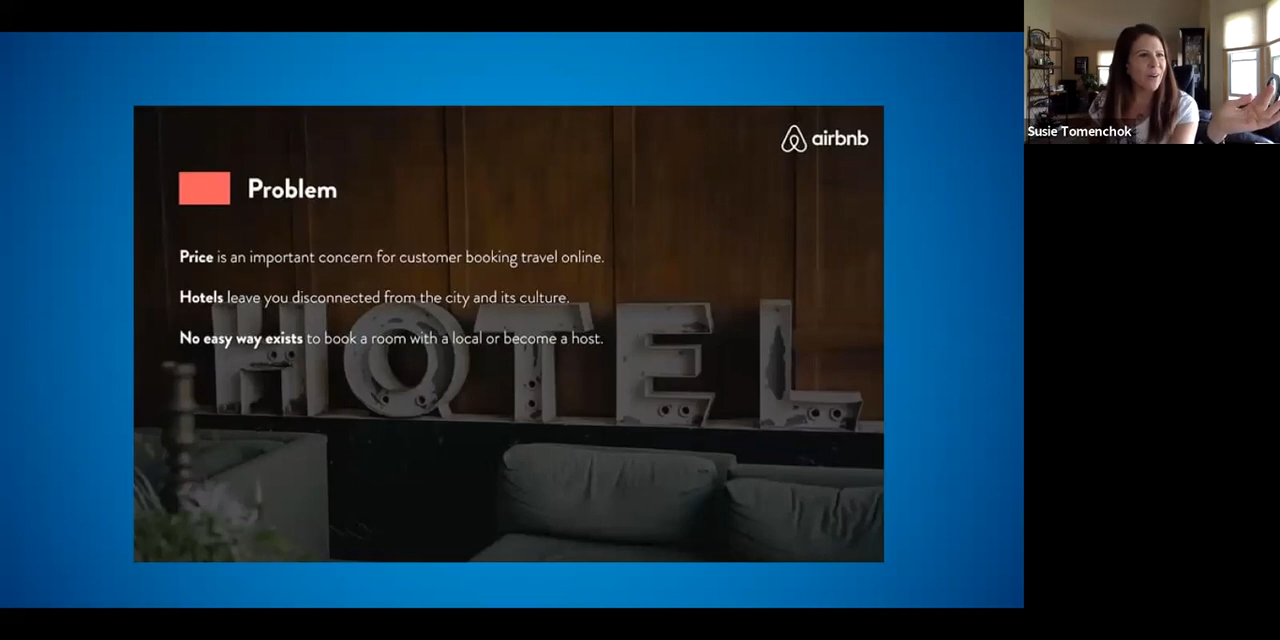 airbnb
Problem
Price is an important concern for customer booking travel online.
Hotels leave you disconnected from the city and its culture.
No easy way exists to book a room with a local or become a host.
HOTEL
Susie Tomenchok